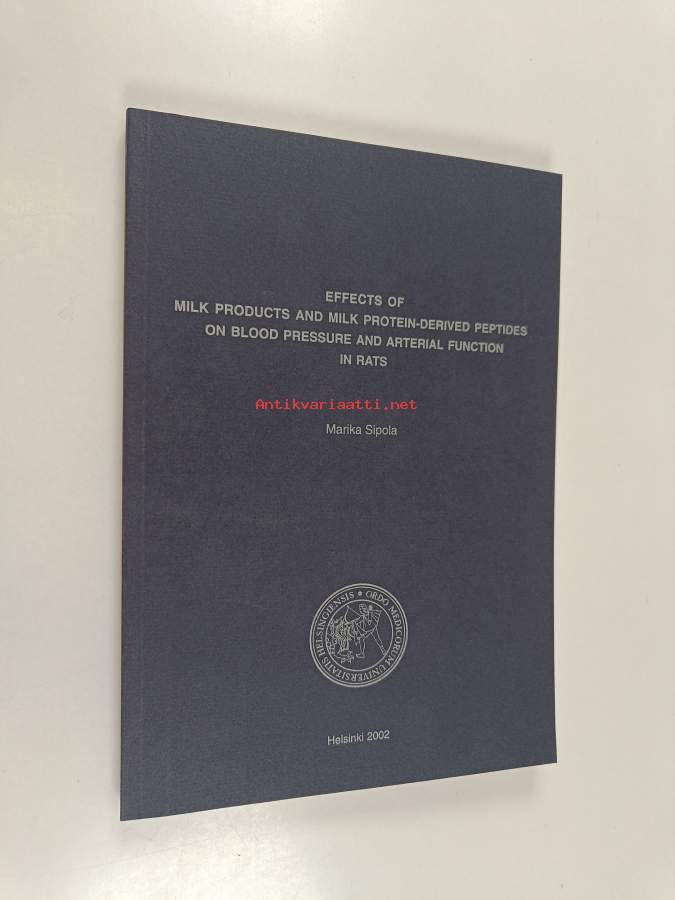 EFFECTS OF
MILK PRODUCTS AND MILK PROTEIN-DERIVED PEPTIDES
ON BLOOD PRESSURE AND ARTERIAL FUNCTION
IN RATS
Antikvariaatti.net
Marika Sipola
ORDO MEDICORUM UNIVERSITATIS HELSINGIENSIS
Helsinki 2002